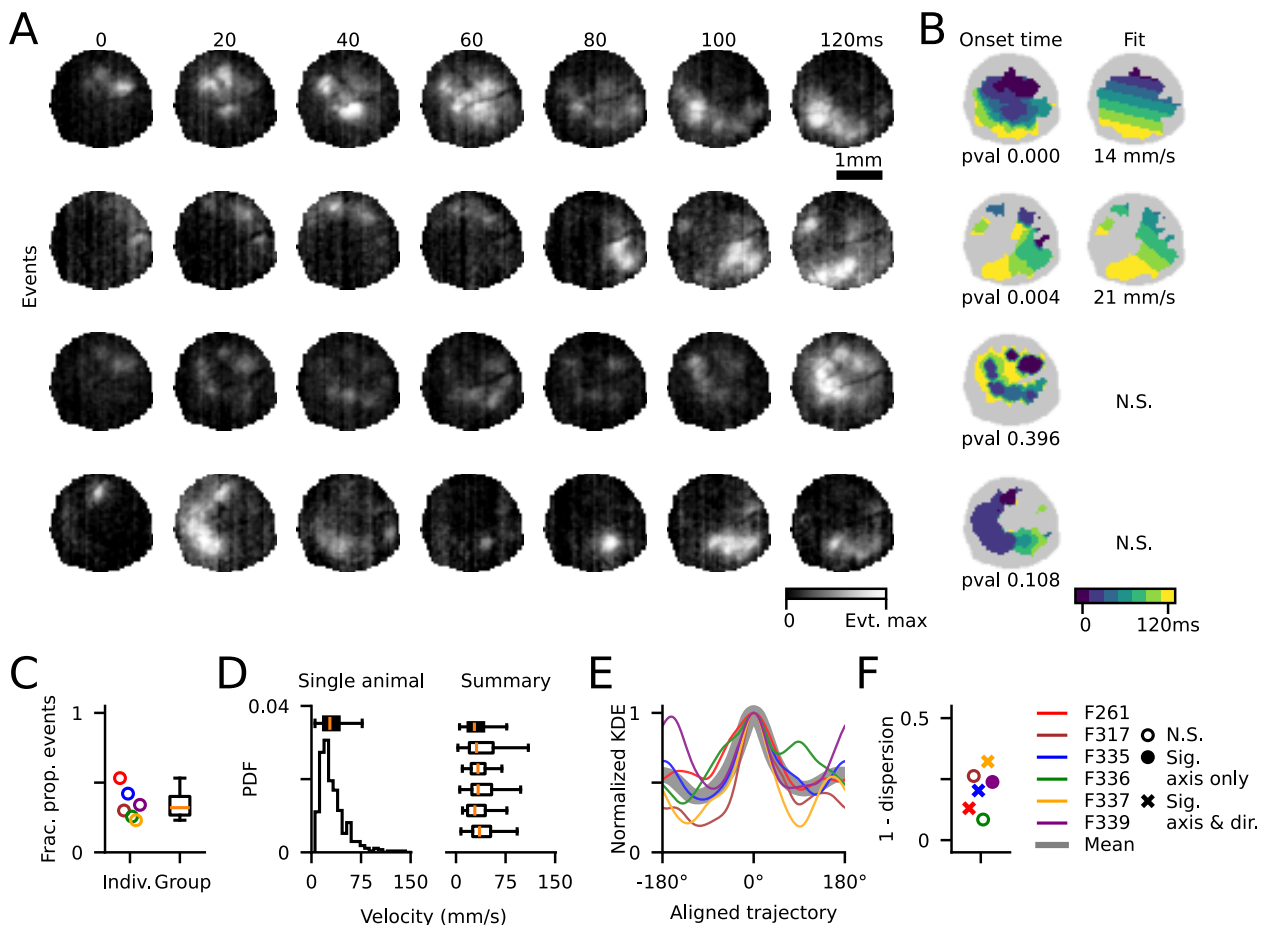 A
0 20 40 60 80 100 120ms
1mm
Events
0 Evt. max
B
Onset time Fit
pval 0.000 14 mm/s
pval 0.004 21 mm/s
pval 0.396 N.S.
pval 0.108 N.S.
0 120ms
C
Frac. prop. events
1
0
Indiv. Group
D
Single animal Summary
PDF
0.04
0
0 75 150 0 75 150
Velocity (mm/s)
E
Normalized KDE
1
0
-180° 0° 180°
Aligned trajectory
F
1 - dispersion
0.5
0
F261
F317
F335
F336
F337
F339
Mean
N.S.
Sig.
axis only
Sig.
axis & dir.